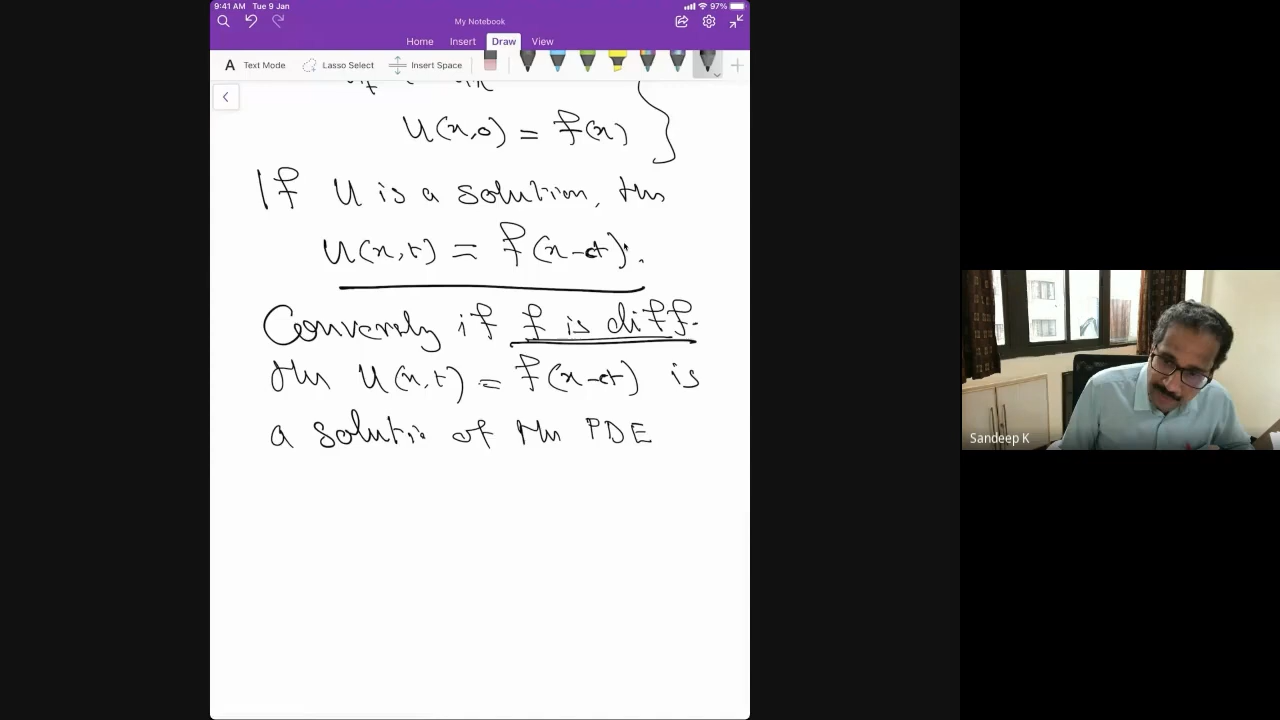 9:41 AM Tue 9 Jan
97%
My Notebook
Home Insert Draw View
A Text Mode Lasso Select Insert Space
u(x,0) = f(x)
If u is a solution, then
u(x,t) = f(x-ct).
Conversely if f is diff.
then u(x,t) = f(x-ct) is
a solution of the PDE
Sandeep K